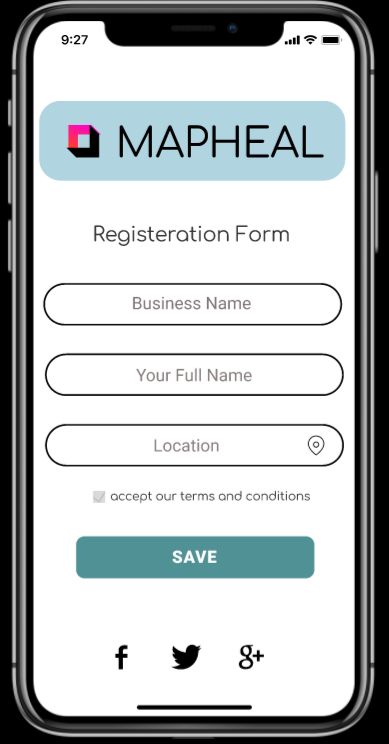 9:27
MAPHEAL
Registeration Form
Business Name
Your Full Name
Location
accept our terms and conditions
SAVE
f
g+